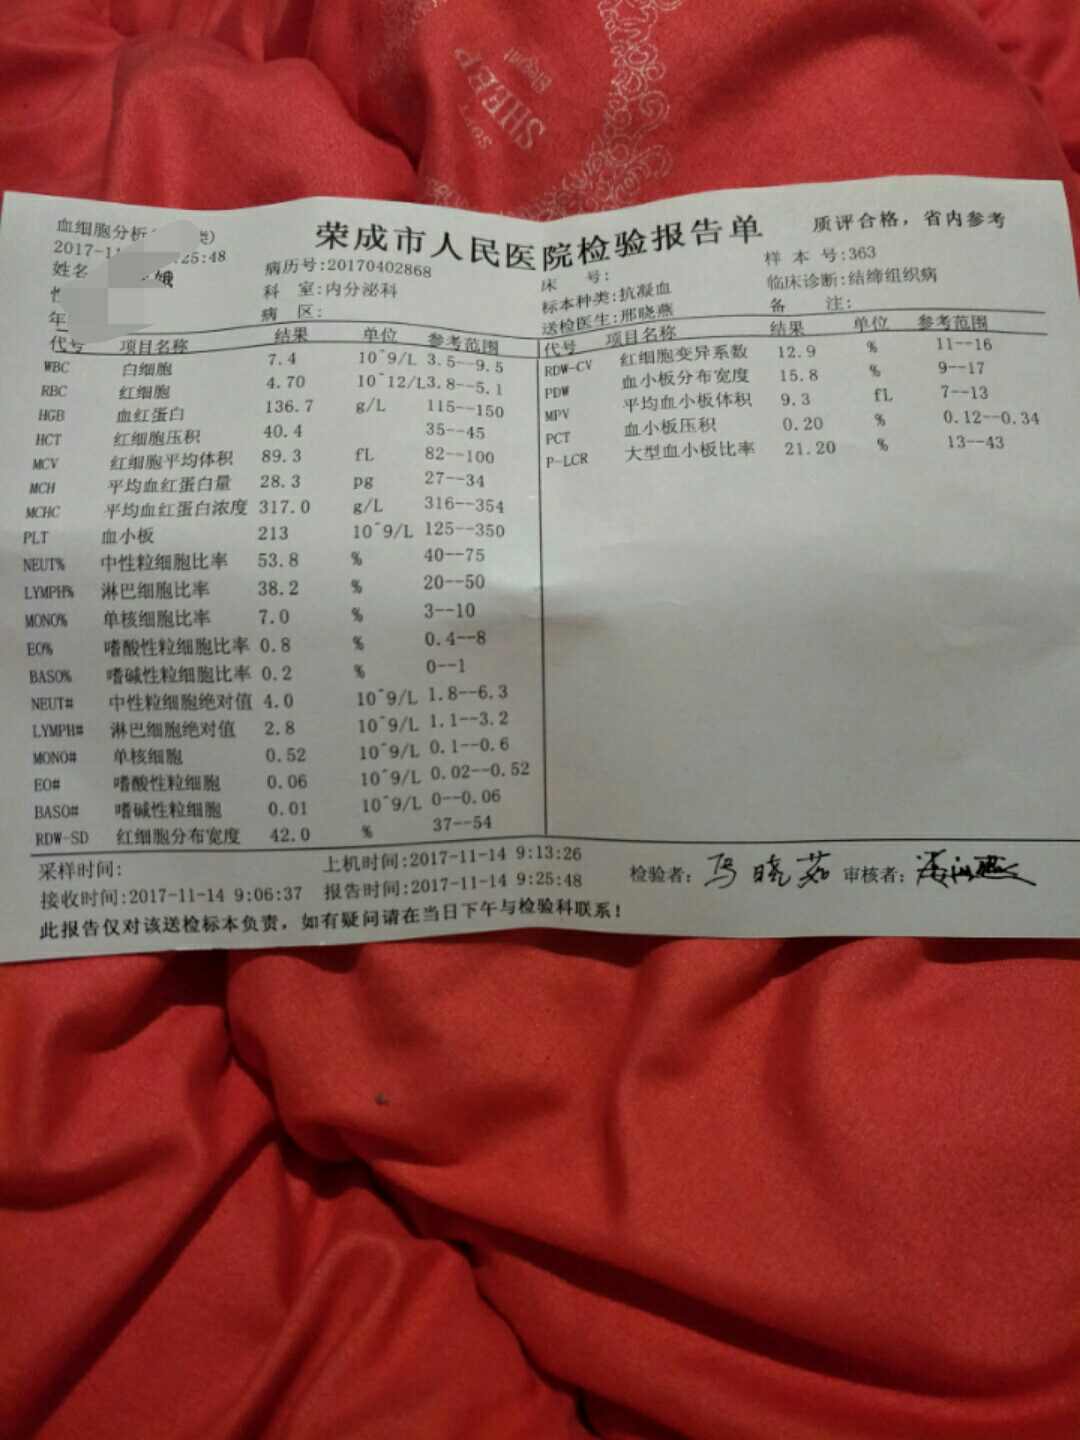 SOFT
SHEEP
Elegant
荣成市人民医院检验报告单
质评合格，省内参考
血细胞分析
2017-11 :25:48
病历号:20170402868
床 号:
样 本 号:363
姓名 娥
科 室:内分泌科
标本种类:抗凝血
临床诊断:结缔组织病
病 区:
送检医生:邢晓燕
备 注:
年
代号 项目名称 结果 单位 参考范围
WBC 白细胞 7.4 10^9/L 3.5--9.5
RBC 红细胞 4.70 10^12/L 3.8--5.1
HGB 血红蛋白 136.7 g/L 115--150
HCT 红细胞压积 40.4 35--45
MCV 红细胞平均体积 89.3 fL 82--100
MCH 平均血红蛋白量 28.3 pg 27--34
MCHC 平均血红蛋白浓度 317.0 g/L 316--354
PLT 血小板 213 10^9/L 125--350
NEUT% 中性粒细胞比率 53.8 % 40--75
LYMPH% 淋巴细胞比率 38.2 % 20--50
MONO% 单核细胞比率 7.0 % 3--10
EO% 嗜酸性粒细胞比率 0.8 % 0.4--8
BASO% 嗜碱性粒细胞比率 0.2 % 0--1
NEUT# 中性粒细胞绝对值 4.0 10^9/L 1.8--6.3
LYMPH# 淋巴细胞绝对值 2.8 10^9/L 1.1--3.2
MONO# 单核细胞 0.52 10^9/L 0.1--0.6
EO# 嗜酸性粒细胞 0.06 10^9/L 0.02--0.52
BASO# 嗜碱性粒细胞 0.01 10^9/L 0--0.06
RDW-SD 红细胞分布宽度 42.0 % 37--54
代号 项目名称 结果 单位 参考范围
RDW-CV 红细胞变异系数 12.9 % 11--16
PDW 血小板分布宽度 15.8 % 9--17
MPV 平均血小板体积 9.3 fL 7--13
PCT 血小板压积 0.20 % 0.12--0.34
P-LCR 大型血小板比率 21.20 % 13--43
采样时间: 上机时间:2017-11-14 9:13:26
检验者: 马晓茹 审核者:
接收时间:2017-11-14 9:06:37 报告时间:2017-11-14 9:25:48
此报告仅对该送检标本负责，如有疑问请在当日下午与检验科联系！